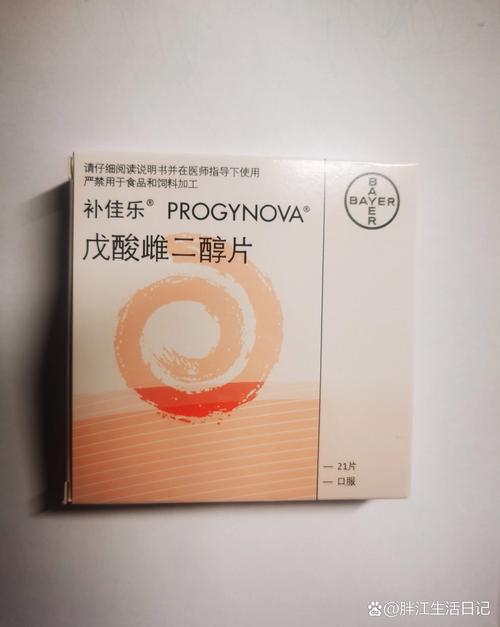 请仔细阅读说明书并在医师指导下使用
严禁用于食品和饲料加工
补佳乐® PROGYNOVA®
戊酸雌二醇片
BAYER
BAYER
— 21片
— 口服
@胖江生活日记